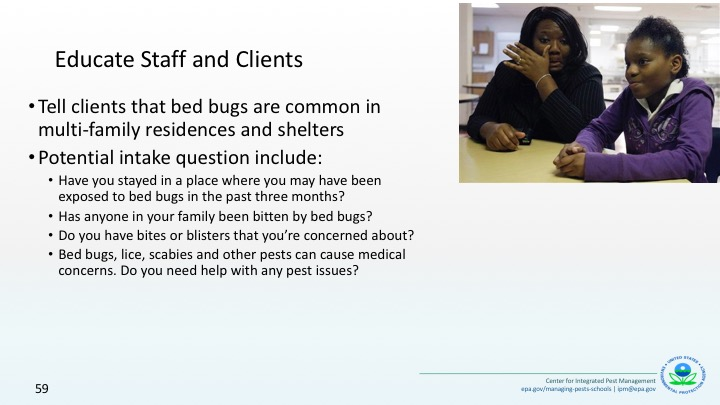 Educate Staff and Clients
• Tell clients that bed bugs are common in
multi-family residences and shelters
• Potential intake question include:
• Have you stayed in a place where you may have been
exposed to bed bugs in the past three months?
• Has anyone in your family been bitten by bed bugs?
• Do you have bites or blisters that you’re concerned about?
• Bed bugs, lice, scabies and other pests can cause medical
concerns. Do you need help with any pest issues?
59
Center for Integrated Pest Management
epa.gov/managing-pests-schools | ipm@epa.gov
UNITED STATES
ENVIRONMENTAL PROTECTION